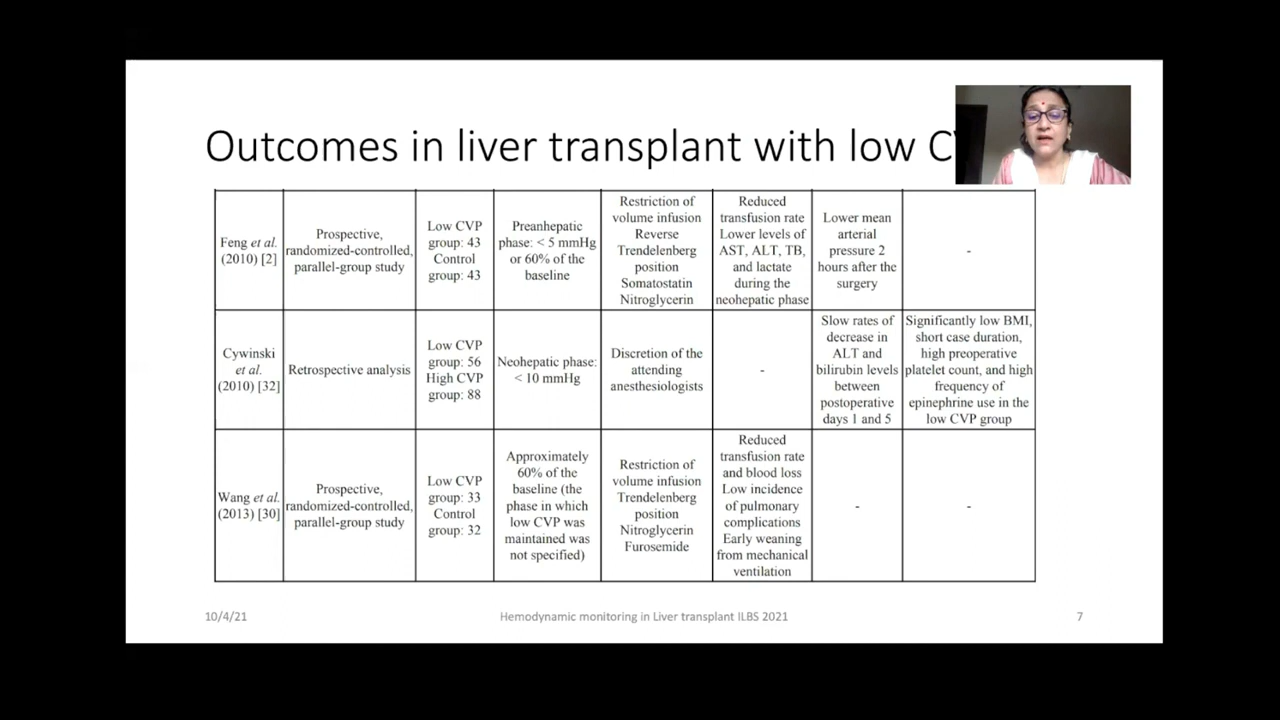 Outcomes in liver transplant with low
Feng et al.
(2010) [2]
Prospective,
randomized-controlled,
parallel-group study
Low CVP
group: 43
Control
group: 43
Preanhepatic
phase: < 5 mmHg
or 60% of the
baseline
Restriction of
volume infusion
Reverse
Trendelenberg
position
Somatostatin
Nitroglycerin
Reduced
transfusion rate
Lower levels of
AST, ALT, TB,
and lactate
during the
neohepatic phase
Lower mean
arterial
pressure 2
hours after the
surgery
-
Cywinski
et al.
(2010) [32]
Retrospective analysis
Low CVP
group: 56
High CVP
group: 88
Neohepatic phase:
< 10 mmHg
Discretion of the
attending
anesthesiologists
-
Slow rates of
decrease in
ALT and
bilirubin levels
between
postoperative
days 1 and 5
Significantly low BMI,
short case duration,
high preoperative
platelet count, and high
frequency of
epinephrine use in the
low CVP group
Wang et al.
(2013) [30]
Prospective,
randomized-controlled,
parallel-group study
Low CVP
group: 33
Control
group: 32
Approximately
60% of the
baseline (the
phase in which
low CVP was
maintained was
not specified)
Restriction of
volume infusion
Trendelenberg
position
Nitroglycerin
Furosemide
Reduced
transfusion rate
and blood loss
Low incidence
of pulmonary
complications
Early weaning
from mechanical
ventilation
-
-
10/4/21
Hemodynamic monitoring in Liver transplant ILBS 2021
7